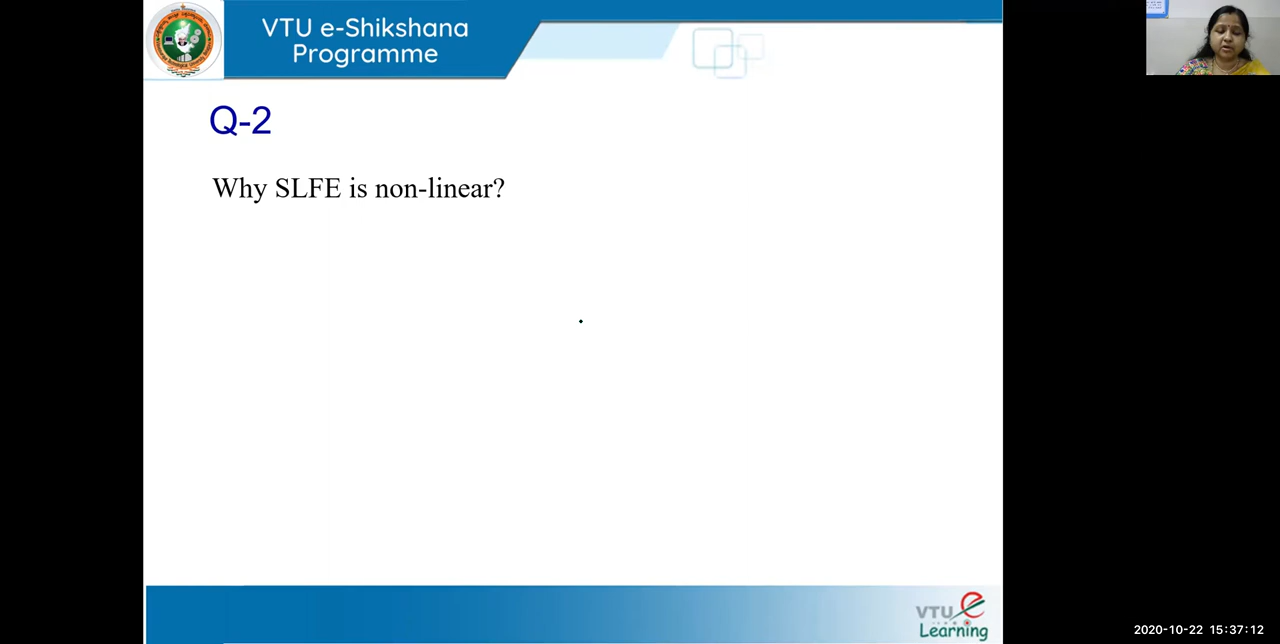 VTU e-Shikshana
Programme
Q-2
Why SLFE is non-linear?
VTU e
Learning
2020-10-22 15:37:12